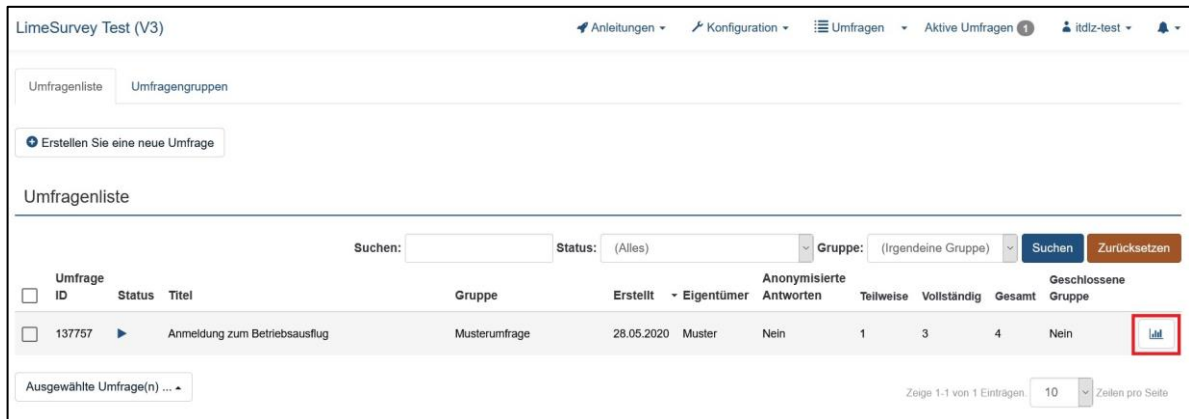 LimeSurvey Test (V3) Anleitungen Konfiguration Umfragen Aktive Umfragen 1 itdlz-test
Umfragenliste Umfragengruppen
Erstellen Sie eine neue Umfrage
Umfragenliste
Suchen: Status: (Alles) Gruppe: (Irgendeine Gruppe) Suchen Zurücksetzen
Umfrage ID Status Titel Gruppe Erstellt Eigentümer Anonymisierte Antworten Teilweise Vollständig Gesamt Geschlossene Gruppe
137757 Anmeldung zum Betriebsausflug Musterumfrage 28.05.2020 Muster Nein 1 3 4 Nein
Ausgewählte Umfrage(n) ... Zeige 1-1 von 1 Einträgen. 10 Zeilen pro Seite